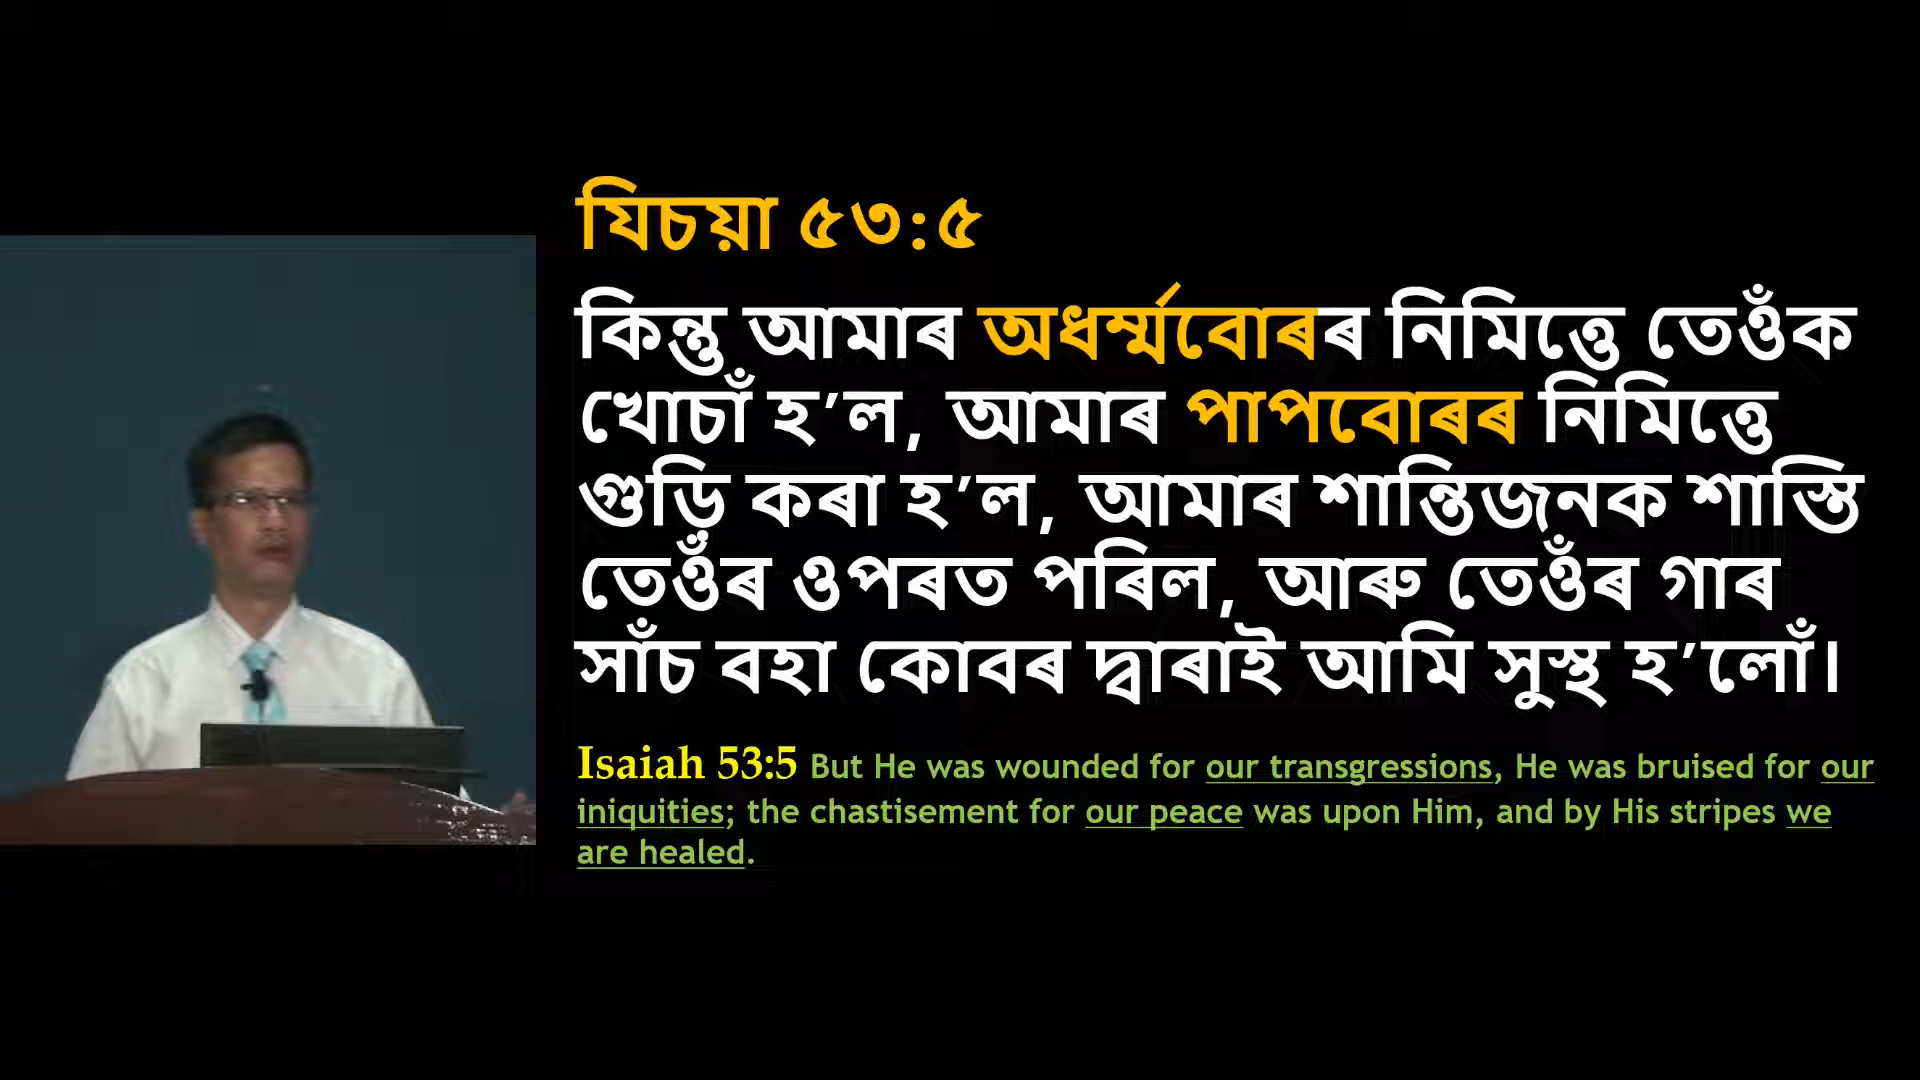 যিচয়া ৫৩:৫
কিন্তু আমাৰ অধৰ্ম্মবোৰৰ নিমিত্তে তেওঁক
খোচাঁ হ’ল, আমাৰ পাপবোৰৰ নিমিত্তে
গুড়ি কৰা হ’ল, আমাৰ শান্তিজনক শাস্তি
তেওঁৰ ওপৰত পৰিল, আৰু তেওঁৰ গাৰ
সাঁচ বহা কোবৰ দ্বাৰাই আমি সুস্থ হ’লোঁ।
Isaiah 53:5 But He was wounded for our transgressions, He was bruised for our
iniquities; the chastisement for our peace was upon Him, and by His stripes we
are healed.